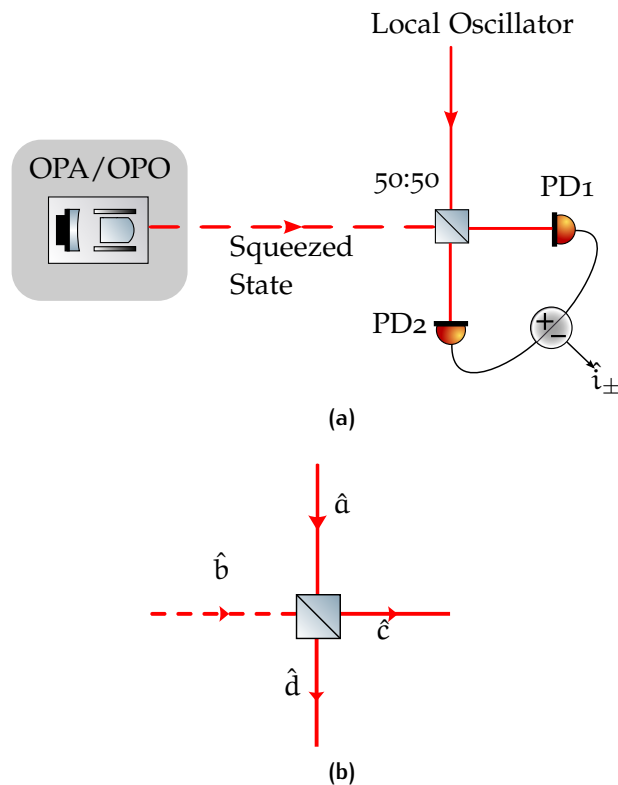 Local Oscillator
OPA/OPO
50:50
PD1
Squeezed
State
PD2
+
−
î±
(a)
â
b̂
ĉ
d̂
(b)